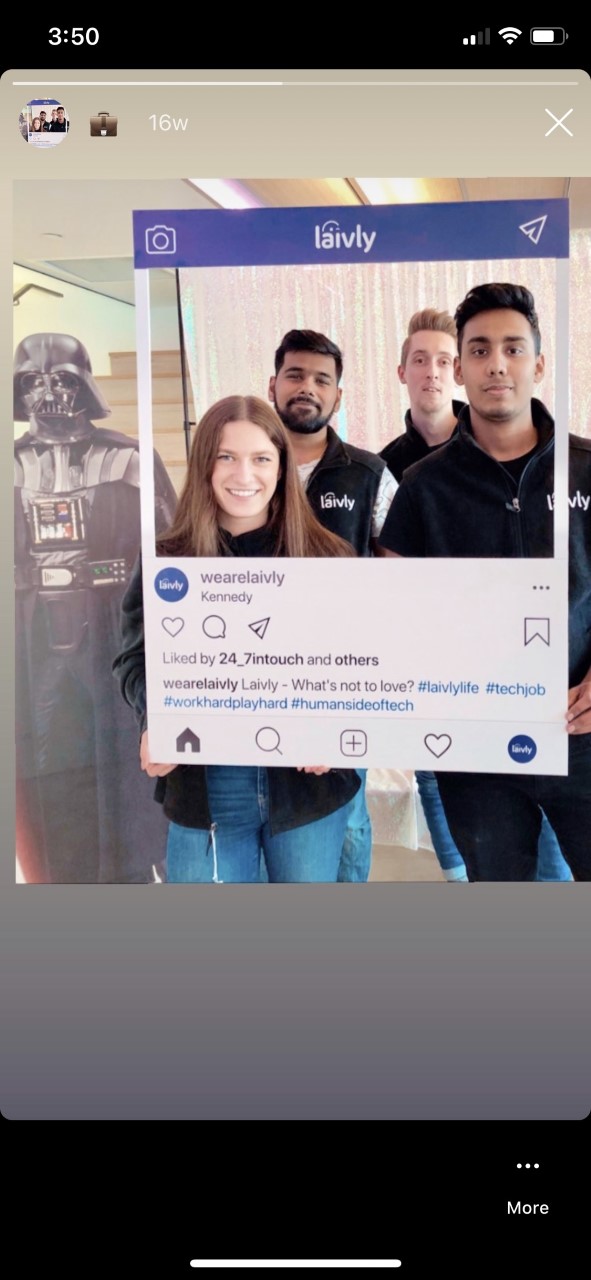 3:50
16w
laivly
laivly
laivly
laivly
wearelaivly
Kennedy
Liked by 24_7intouch and others
wearelaivly Laivly - What's not to love? #laivlylife #techjob
#workhardplayhard #humansideoftech
laivly
More